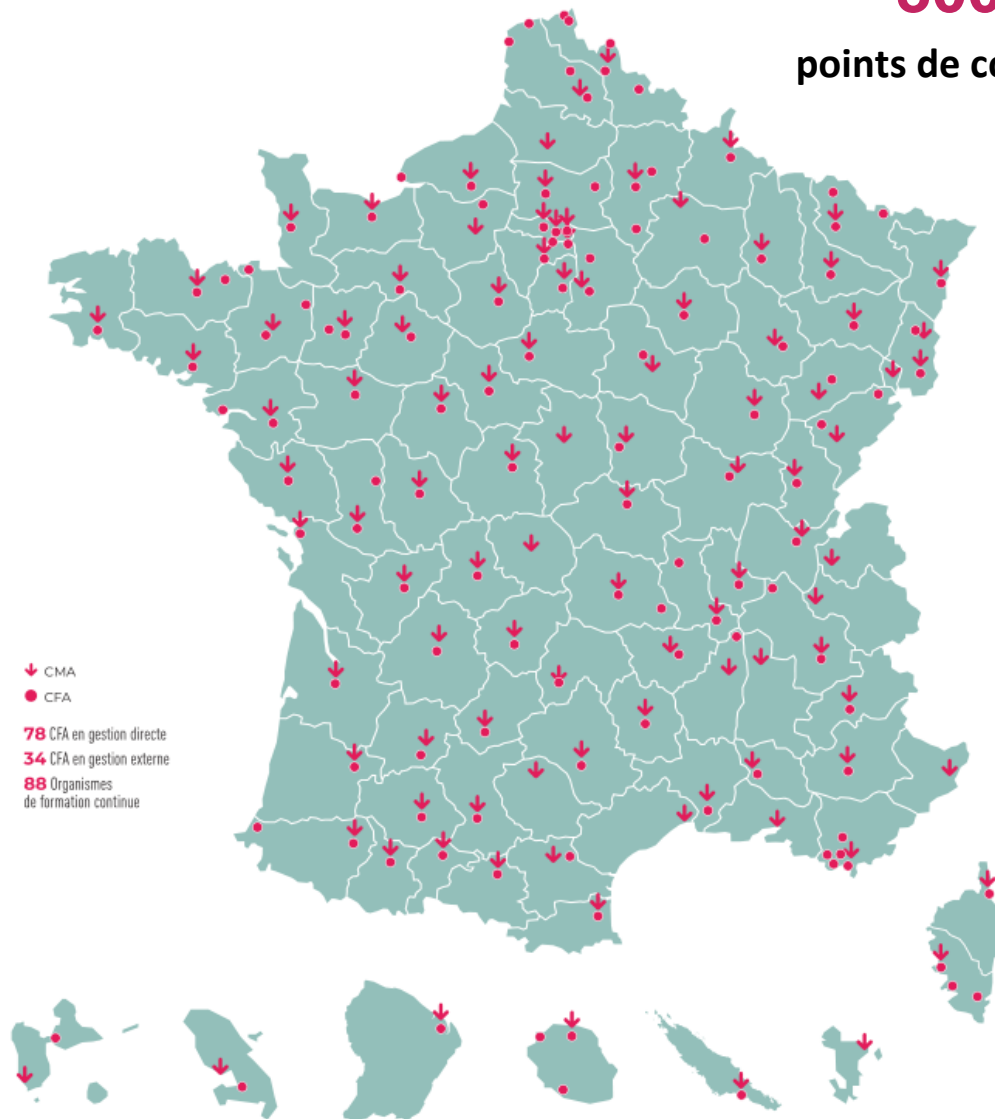 points de
CMA
CFA
78 CFA en gestion directe
34 CFA en gestion externe
88 Organismes
de formation continue